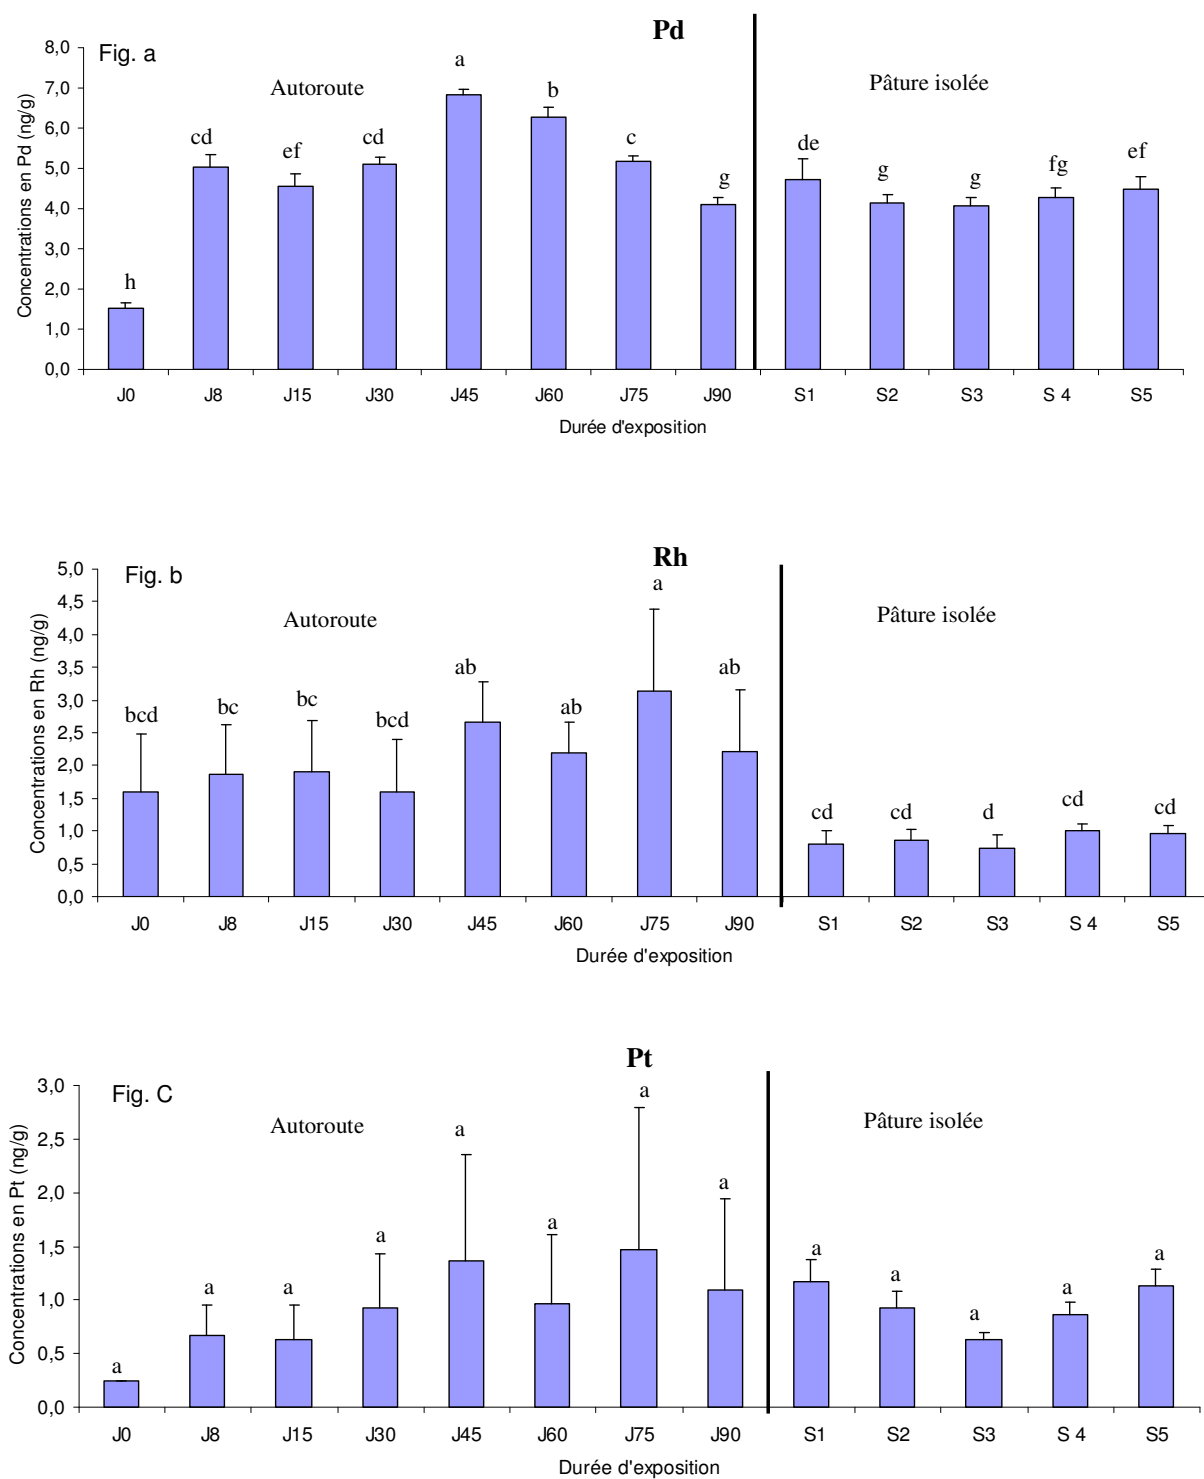 Pd
Fig. a
Autoroute
Pâture isolée
Concentrations en Pd (ng/g)
8,0
7,0
6,0
5,0
4,0
3,0
2,0
1,0
0,0
h cd ef cd a b c g de g g fg ef
J0 J8 J15 J30 J45 J60 J75 J90 S1 S2 S3 S 4 S5
Durée d'exposition
Rh
Fig. b
Autoroute
Pâture isolée
Concentrations en Rh (ng/g)
5,0
4,5
4,0
3,5
3,0
2,5
2,0
1,5
1,0
0,5
0,0
bcd bc bc bcd ab ab a ab cd cd d cd cd
J0 J8 J15 J30 J45 J60 J75 J90 S1 S2 S3 S 4 S5
Durée d'exposition
Pt
Fig. C
Autoroute
Pâture isolée
Concentrations en Pt (ng/g)
3,0
2,5
2,0
1,5
1,0
0,5
0,0
a a a a a a a a a a a a a
J0 J8 J15 J30 J45 J60 J75 J90 S1 S2 S3 S 4 S5
Durée d'exposition